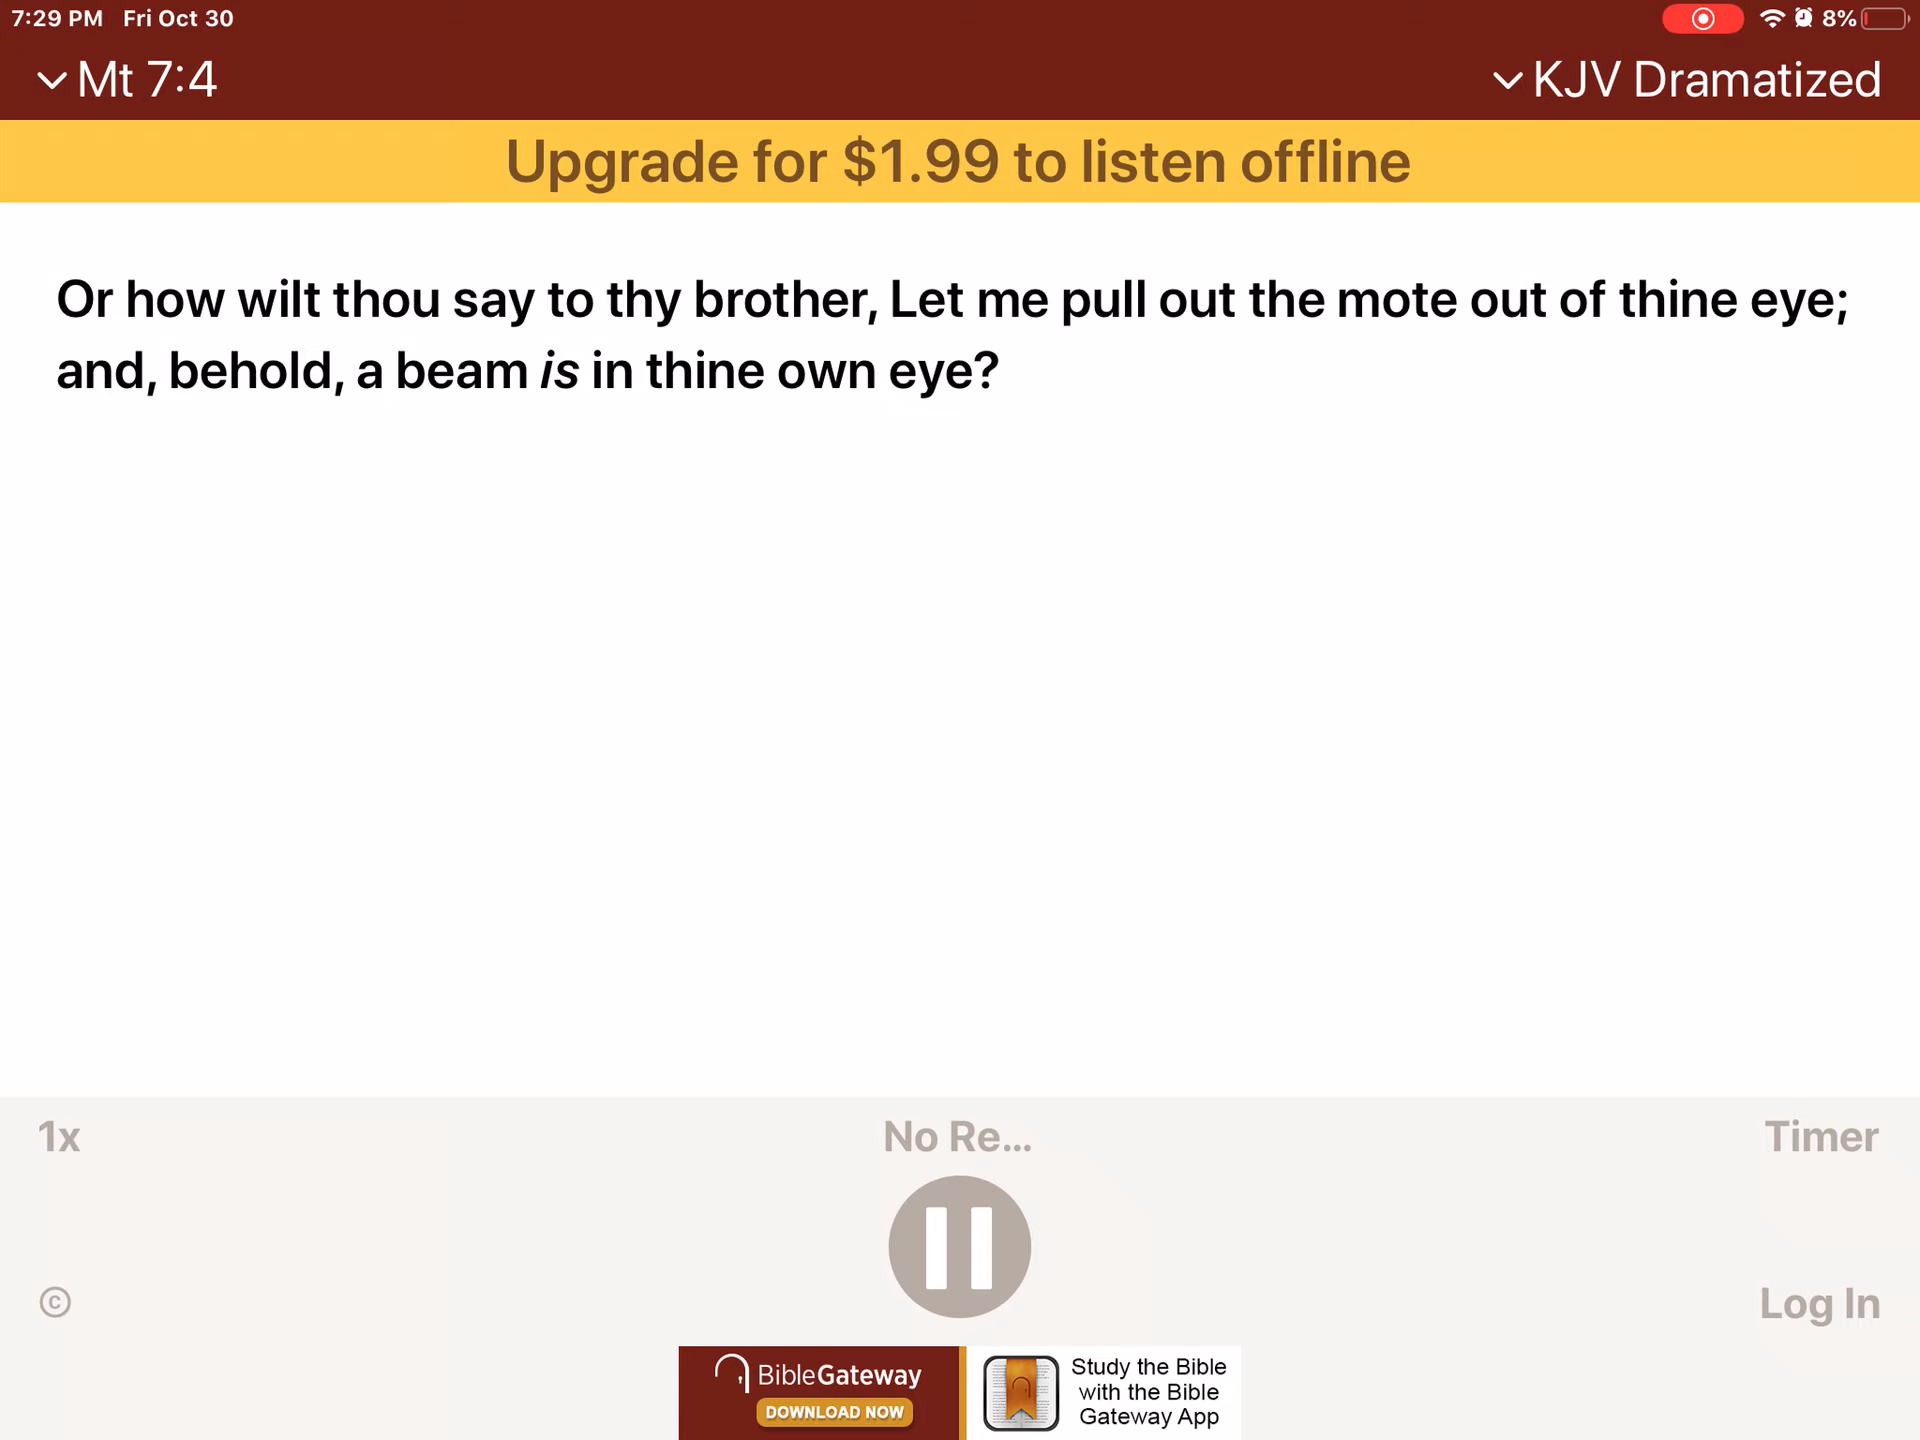 7:29 PM Fri Oct 30 8%
Mt 7:4 KJV Dramatized
Upgrade for $1.99 to listen offline
Or how wilt thou say to thy brother, Let me pull out the mote out of thine eye;
and, behold, a beam is in thine own eye?
1x No Re... Timer
© Log In
BibleGateway
DOWNLOAD NOW
Study the Bible
with the Bible
Gateway App